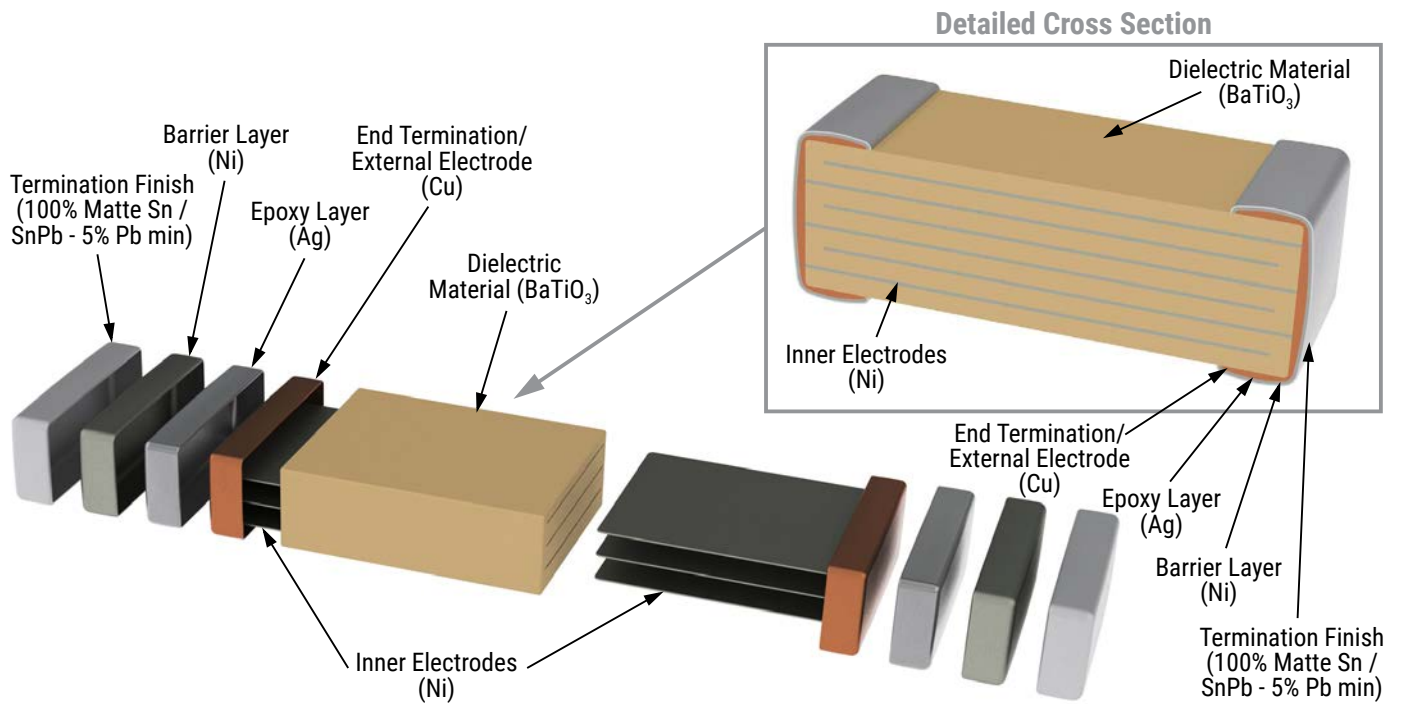 Detailed Cross Section
Dielectric Material
(BaTiO₃)
Inner Electrodes
(Ni)
End Termination/
External Electrode
(Cu)
Epoxy Layer
(Ag)
Barrier Layer
(Ni)
Termination Finish
(100% Matte Sn /
SnPb - 5% Pb min)
Termination Finish
(100% Matte Sn /
SnPb - 5% Pb min)
Barrier Layer
(Ni)
Epoxy Layer
(Ag)
End Termination/
External Electrode
(Cu)
Dielectric
Material (BaTiO₃)
Inner Electrodes
(Ni)